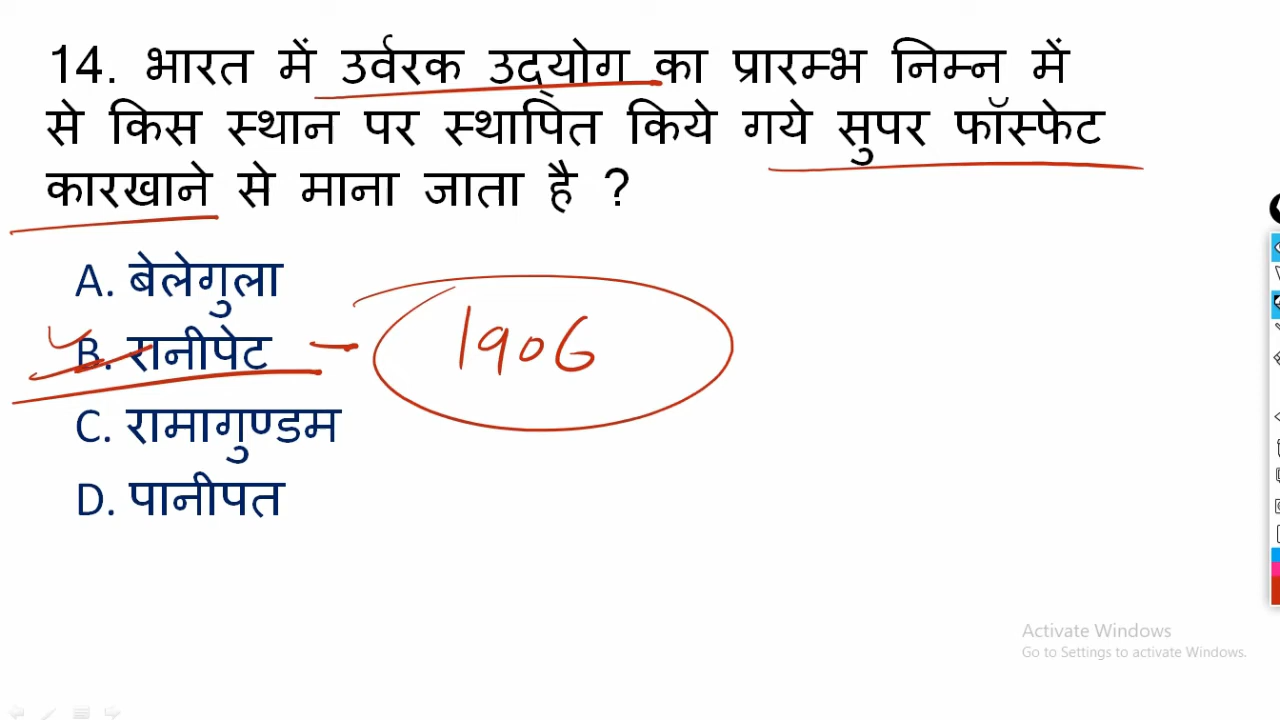 14. भारत में उर्वरक उद्योग का प्रारम्भ निम्न में
से किस स्थान पर स्थापित किये गये सुपर फॉस्फेट
कारखाने से माना जाता है ?
A. बेलेगुला
B. रानीपेट - 1906
C. रामागुण्डम
D. पानीपत
Activate Windows
Go to Settings to activate Windows.